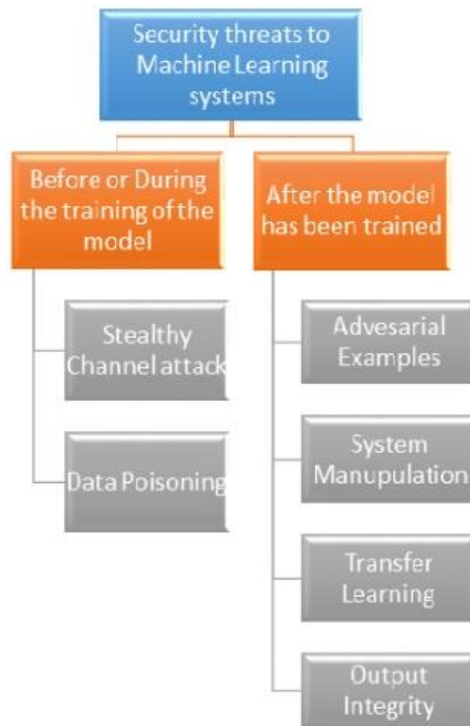 Security threats to
Machine Learning
systems
Before or During
the training of the
model
After the model
has been trained
Stealthy
Channel attack
Data Poisoning
Advesarial
Examples
System
Manupulation
Transfer
Learning
Output
Integrity